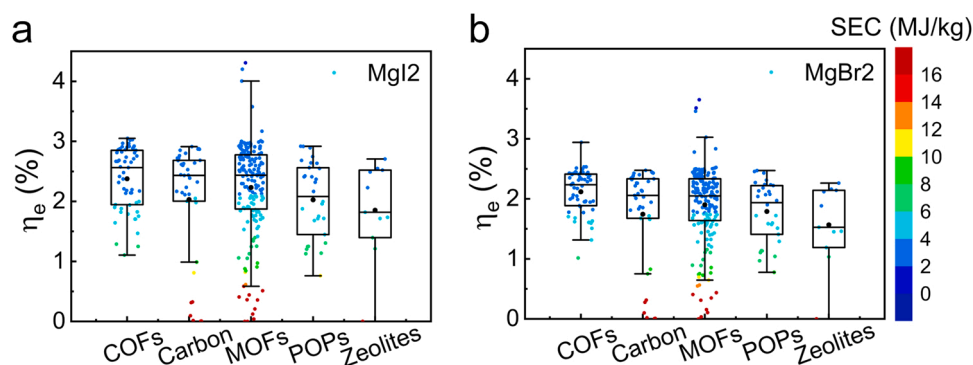 a
MgI2
ηe (%)
4
3
2
1
0
COFs
Carbon
MOFs
POPs
Zeolites
b
MgBr2
ηe (%)
4
3
2
1
0
COFs
Carbon
MOFs
POPs
Zeolites
SEC (MJ/kg)
16
14
12
10
8
6
4
2
0